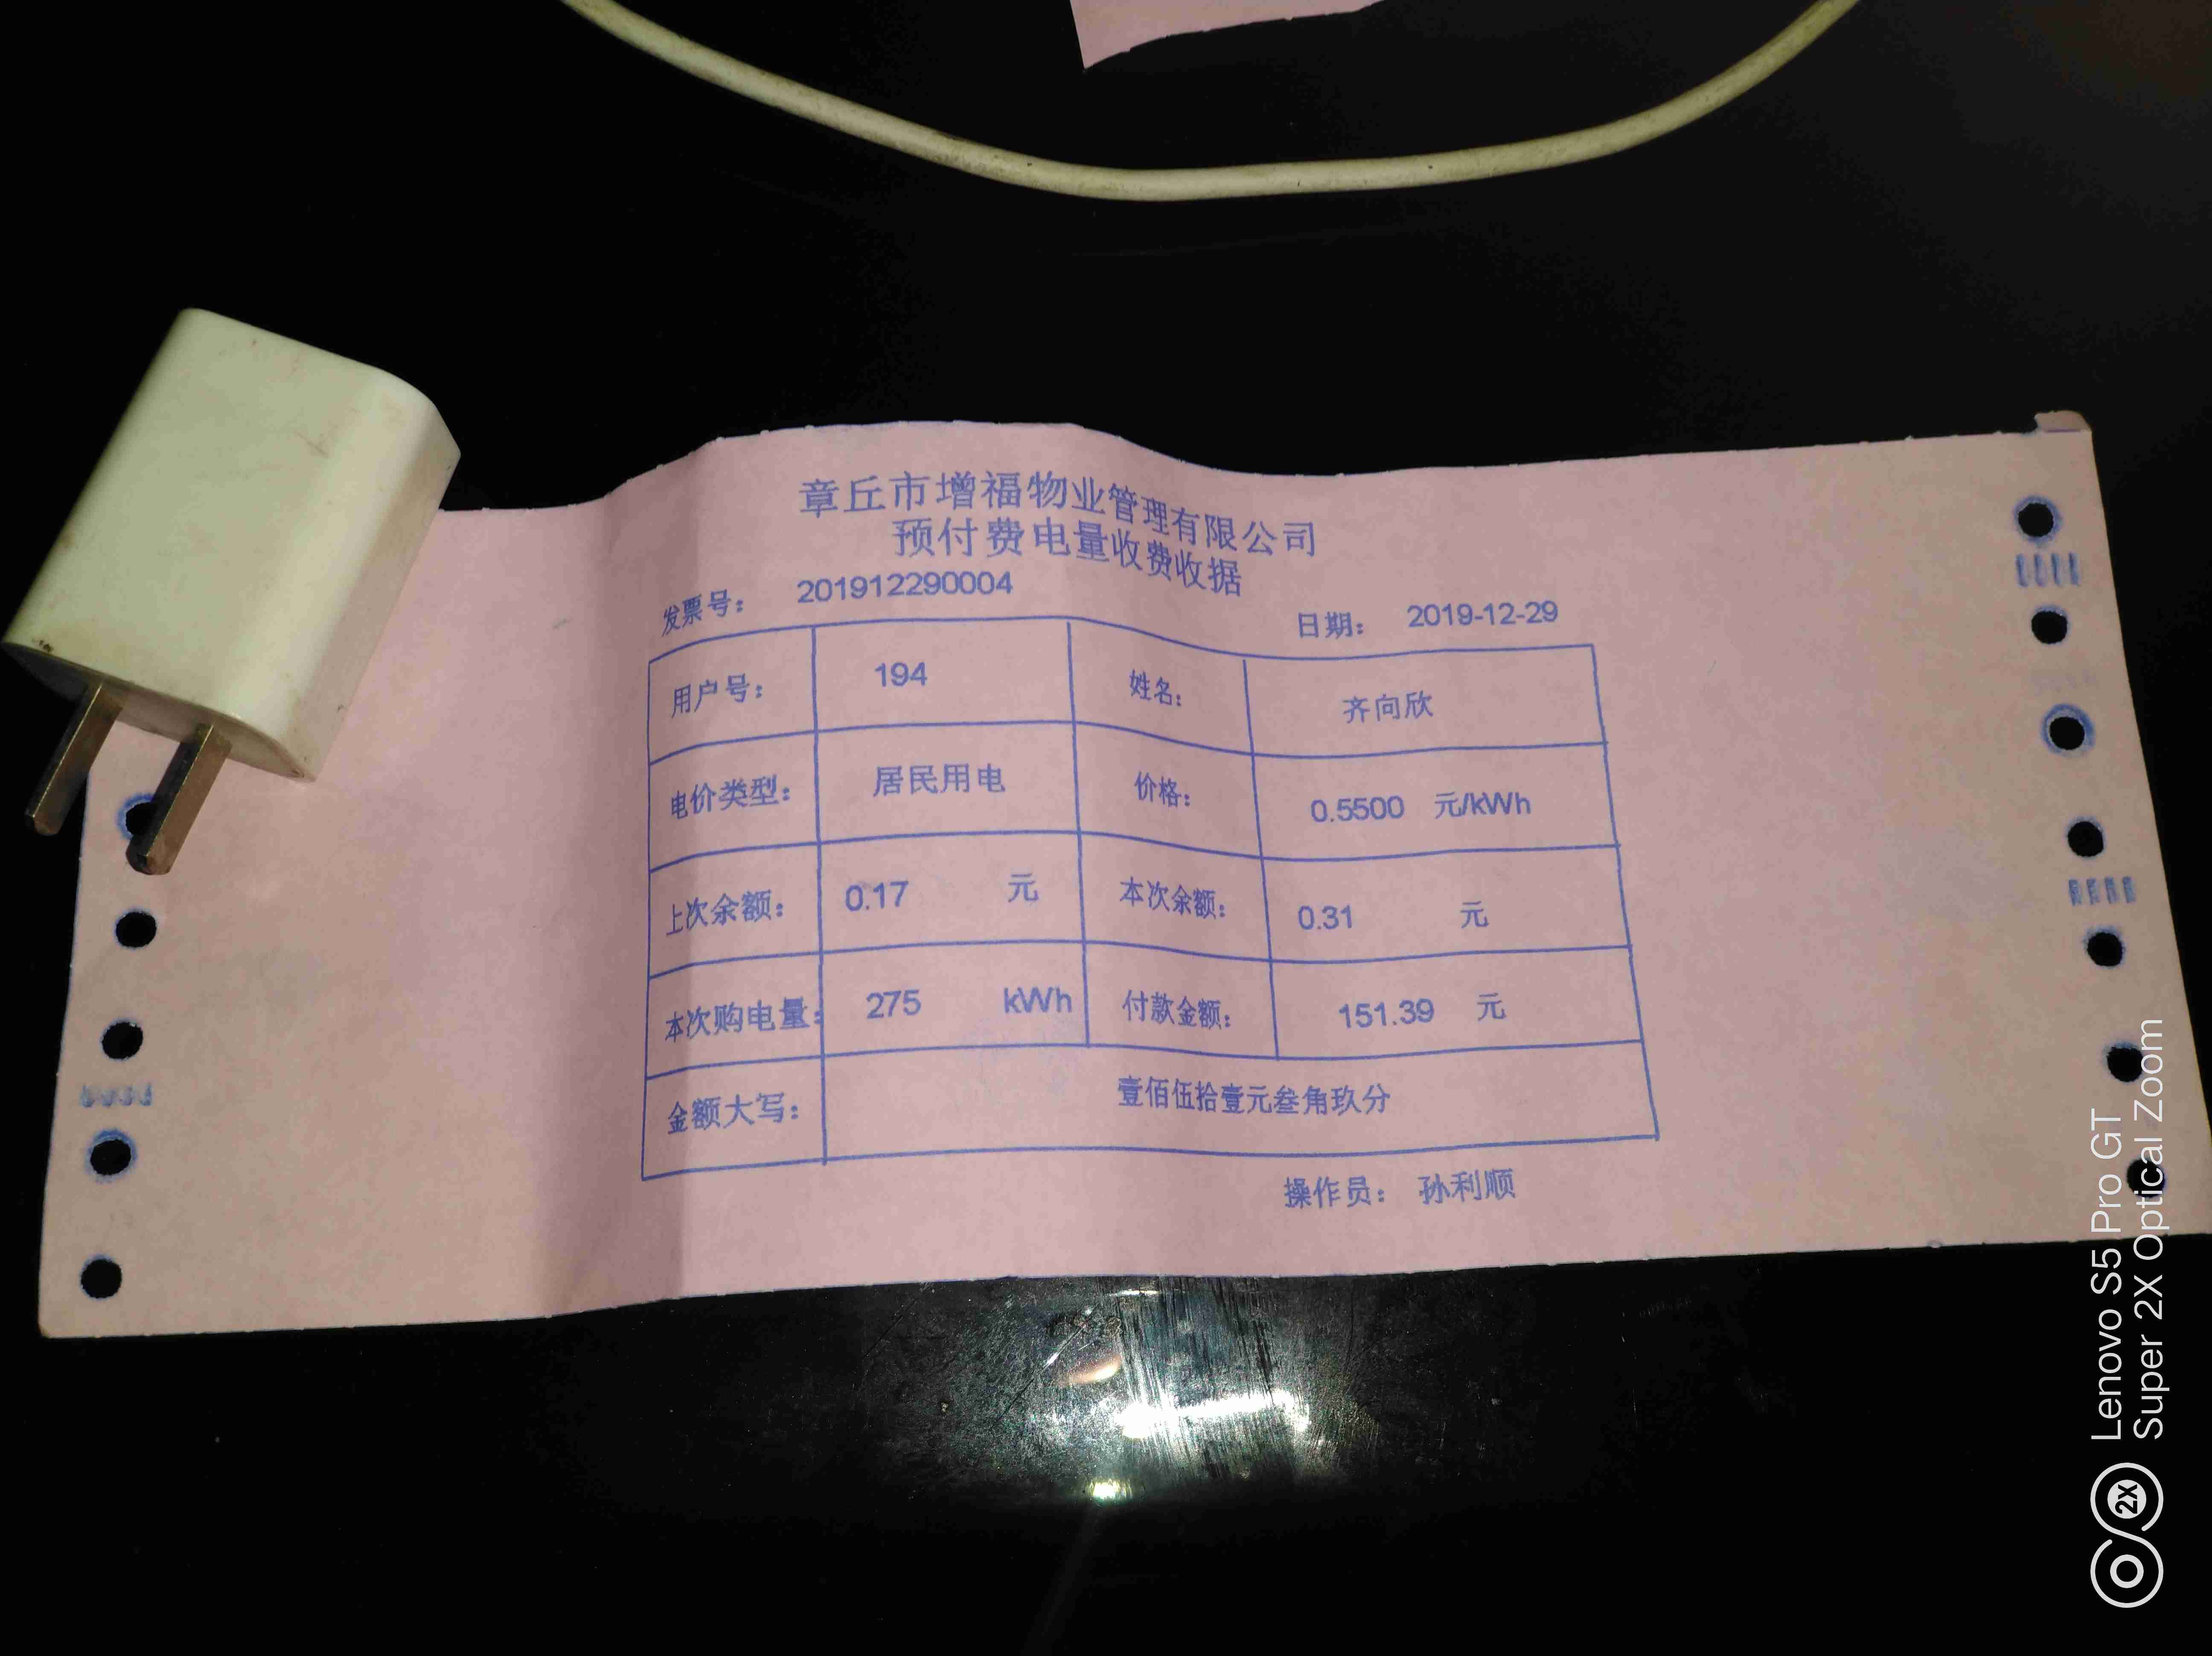 章丘市增福物业管理有限公司
预付费电量收费收据
发票号: 201912290004 日期: 2019-12-29
用户号: 194 姓名: 齐向欣
电价类型: 居民用电 价格: 0.5500 元/kWh
上次余额: 0.17 元 本次余额: 0.31 元
本次购电量: 275 kWh 付款金额: 151.39 元
金额大写: 壹佰伍拾壹元叁角玖分
操作员: 孙利顺
Lenovo S5 Pro GT
2X
Super 2X Optical Zoom